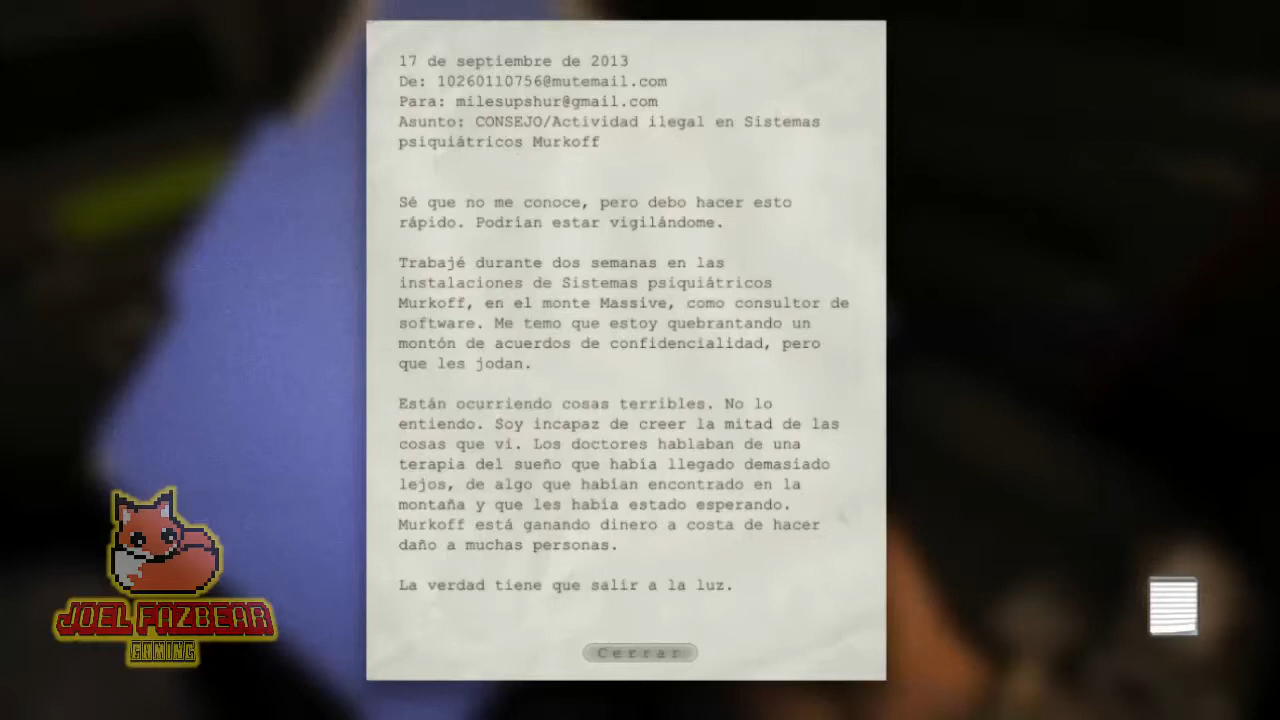 17 de septiembre de 2013
De: 10260110756@mutemail.com
Para: milesupshur@gmail.com
Asunto: CONSEJO/Actividad ilegal en Sistemas
psiquiátricos Murkoff
Sé que no me conoce, pero debo hacer esto
rápido. Podrían estar vigilándome.
Trabajé durante dos semanas en las
instalaciones de Sistemas psiquiátricos
Murkoff, en el monte Massive, como consultor de
software. Me temo que estoy quebrantando un
montón de acuerdos de confidencialidad, pero
que les jodan.
Están ocurriendo cosas terribles. No lo
entiendo. Soy incapaz de creer la mitad de las
cosas que vi. Los doctores hablaban de una
terapia del sueño que había llegado demasiado
lejos, de algo que habían encontrado en la
montaña y que les había estado esperando.
Murkoff está ganando dinero a costa de hacer
daño a muchas personas.
La verdad tiene que salir a la luz.
Cerrar
JOEL FAZBEAR
GAMING